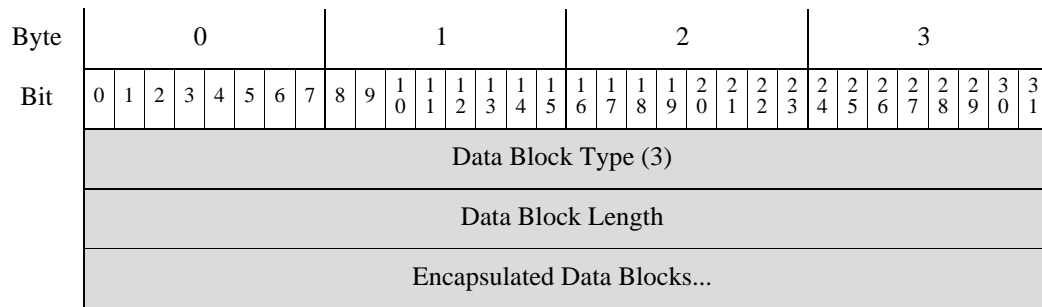 Byte 0 1 2 3
Bit 0 1 2 3 4 5 6 7 8 9 10 11 12 13 14 15 16 17 18 19 20 21 22 23 24 25 26 27 28 29 30 31
Data Block Type (3)
Data Block Length
Encapsulated Data Blocks...